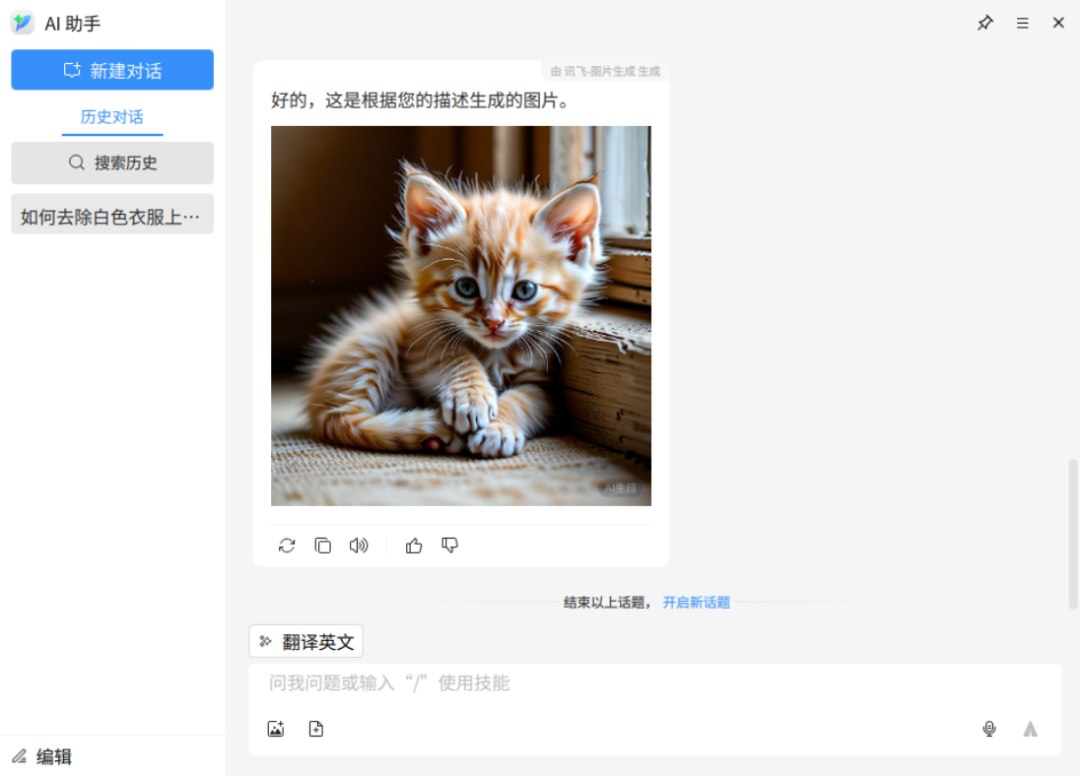 AI 助手
新建对话
历史对话
搜索历史
如何去除白色衣服上…
编辑
由 讯飞-图片生成 生成
好的，这是根据您的描述生成的图片。
AI生成
结束以上话题， 开启新话题
翻译英文
问我问题或输入“/”使用技能